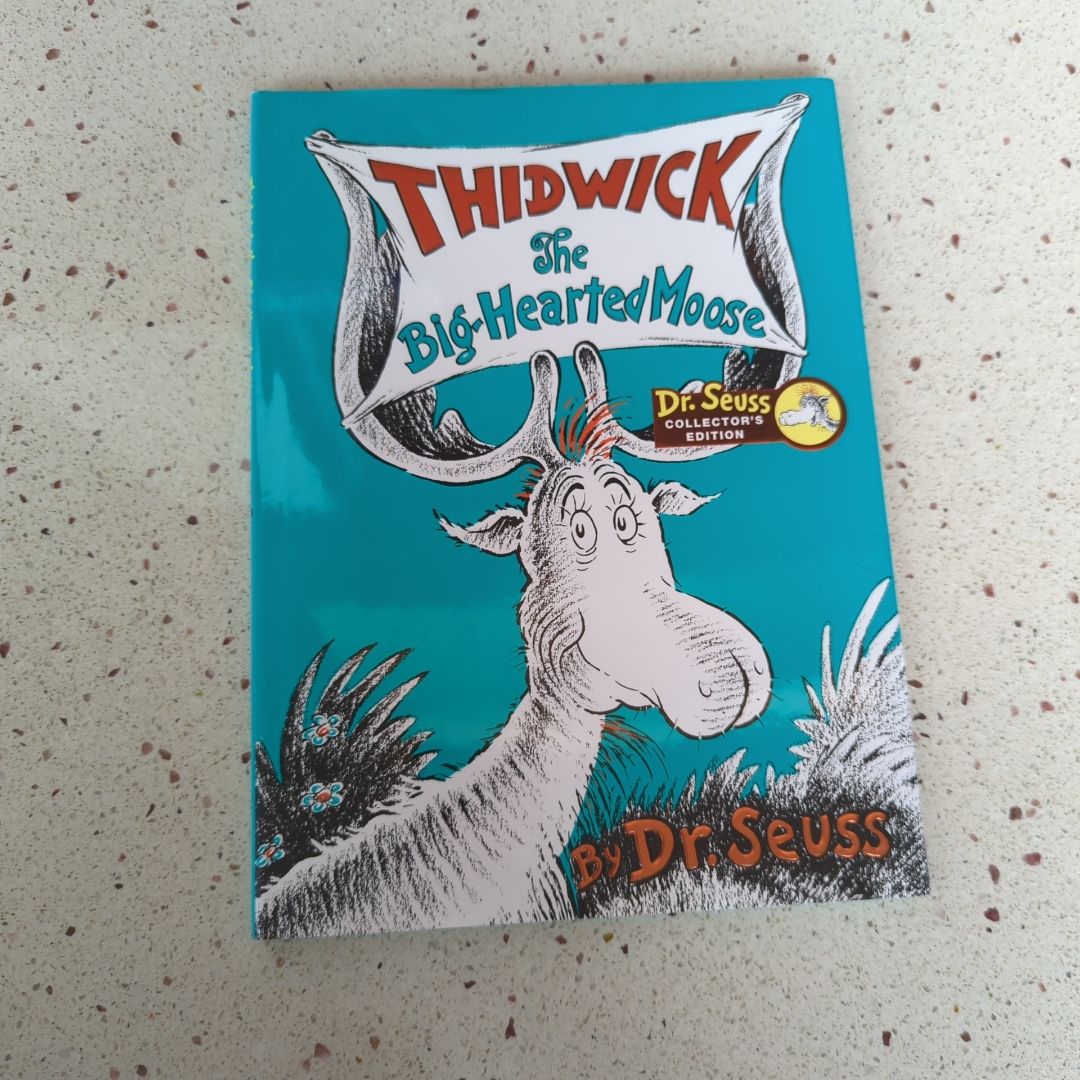 THIDWICK
The
Big-Hearted Moose
Dr. Seuss
COLLECTOR'S
EDITION
By Dr. Seuss